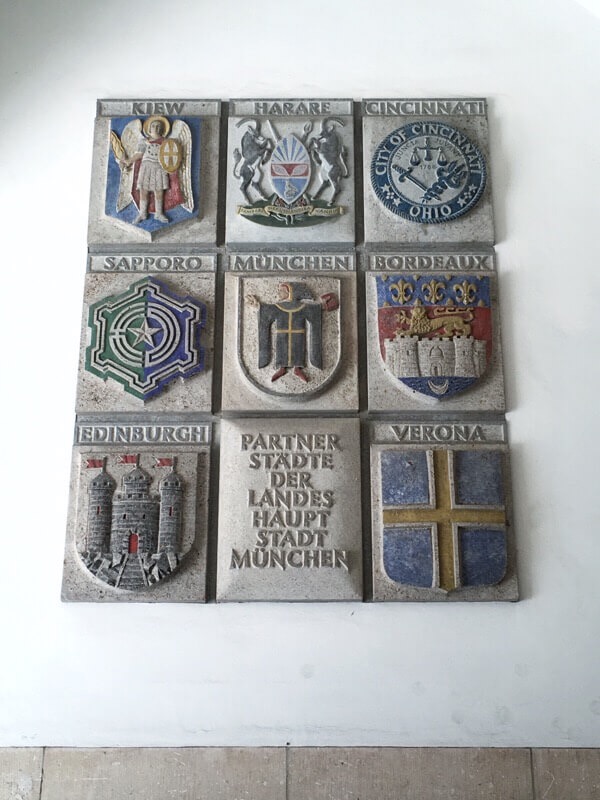 KIEW
HARARE
CINCINNATI
CITY OF CINCINNATI
OHIO
SAPPORO
MÜNCHEN
BORDEAUX
EDINBURGH
PARTNER
STÄDTE
DER
LANDES
HAUPT
STADT
MÜNCHEN
VERONA